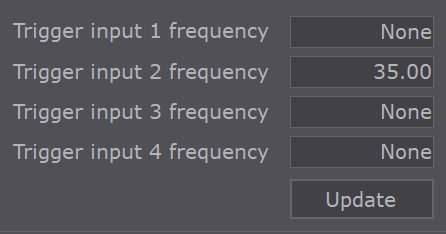 Trigger input 1 frequency None
Trigger input 2 frequency 35.00
Trigger input 3 frequency None
Trigger input 4 frequency None
Update